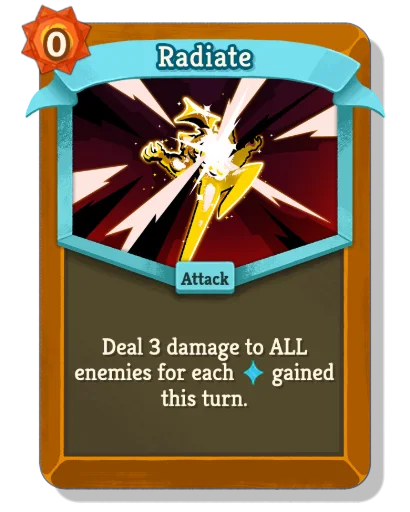 0
Radiate
Attack
Deal 3 damage to ALL
enemies for each gained
this turn.